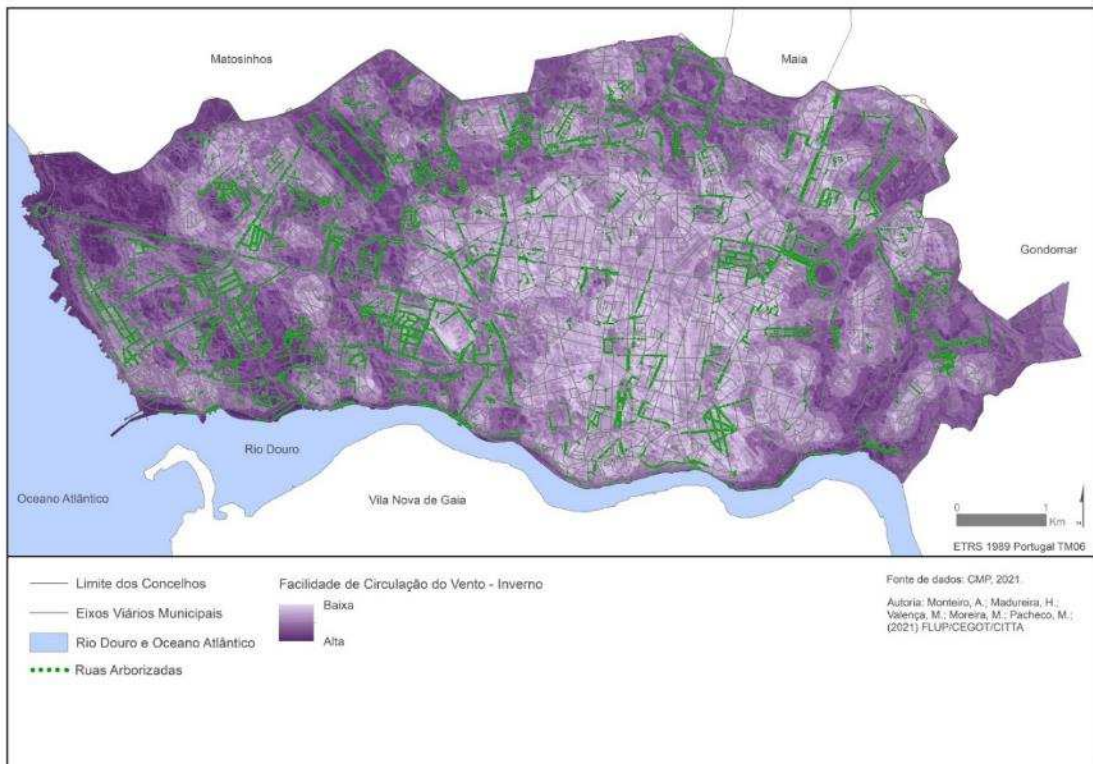 Matosinhos
Maia
Gondomar
Rio Douro
Oceano Atlântico
Vila Nova de Gaia
0 1
Km
ETRS 1989 Portugal TM06
Limite dos Concelhos
Eixos Viários Municipais
Rio Douro e Oceano Atlântico
Ruas Arborizadas
Facilidade de Circulação do Vento - Inverno
Baixa
Alta
Fonte de dados: CMP, 2021.
Autoria: Monteiro, A.; Madureira, H.;
Valença, M.; Moreira, M.; Pacheco, M.;
(2021) FLUP/CEGOT/CITTA